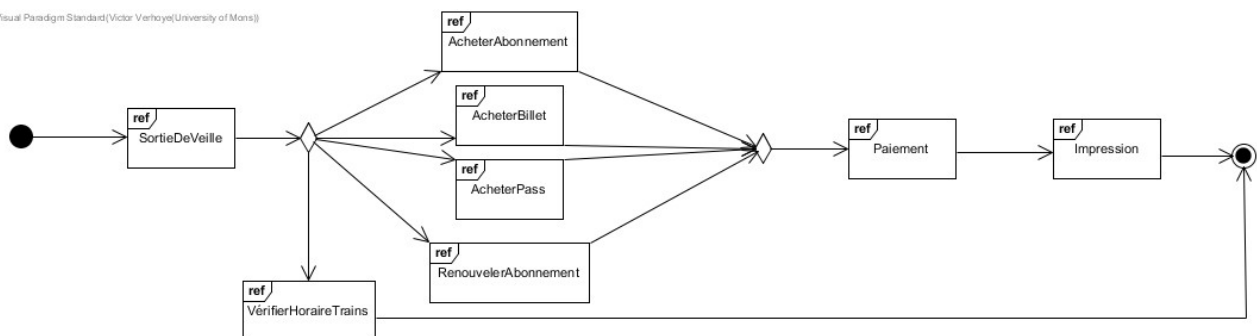 Visual Paradigm Standard(Victor Verhoye(University of Mons))
ref
AcheterAbonnement
ref
AcheterBillet
ref
SortieDeVeille
ref
AcheterPass
ref
Paiement
ref
Impression
ref
RenouvelerAbonnement
ref
VérifierHoraireTrains